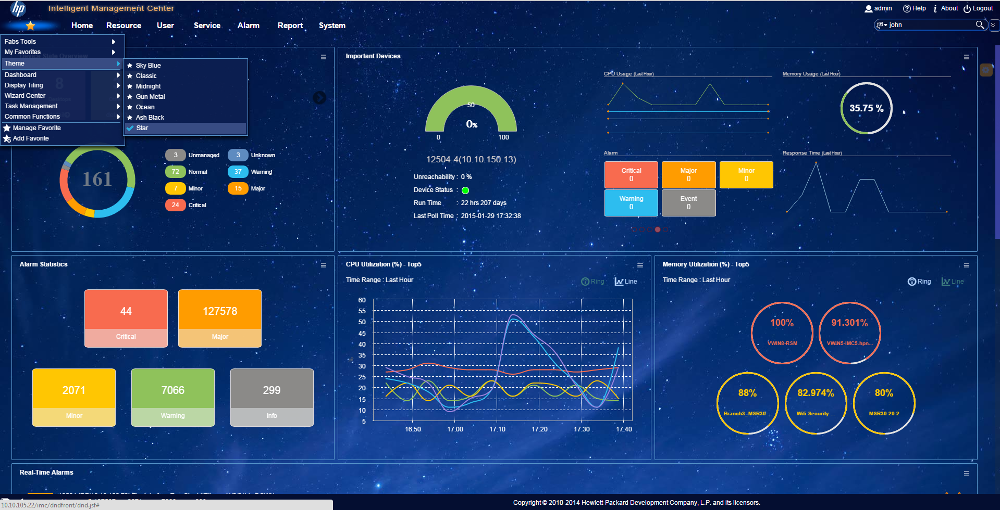 hp
Intelligent Management Center
admin
Help
About
Logout
Home
Resource
User
Service
Alarm
Report
System
john
Fabs Tools
My Favorites
Theme
Dashboard
Display Tiling
Wizard Center
Task Management
Common Functions
Manage Favorite
Add Favorite
Sky Blue
Classic
Midnight
Gun Metal
Ocean
Ash Black
Star
Device State Overview
8
161
3 Unmanaged
3 Unknown
72 Normal
37 Warning
7 Minor
15 Major
24 Critical
Important Devices
50
0%
0
100
12504-4(10.10.150.13)
Unreachability : 0 %
Device Status :
Run Time : 22 hrs 207 days
Last Poll Time : 2015-01-29 17:32:38
CPU Usage (Last Hour)
Memory Usage (Last Hour)
35.75 %
Alarm
Critical
0
Major
0
Minor
0
Warning
0
Event
0
Response Time (Last Hour)
Alarm Statistics
44
Critical
127578
Major
2071
Minor
7066
Warning
299
Info
CPU Utilization (%) - Top5
Time Range : Last Hour
Ring
Line
60
55
50
45
40
35
30
25
20
15
10
5
%
16:50
17:00
17:10
17:20
17:30
17:40
Memory Utilization (%) - Top5
Time Range : Last Hour
Ring
Line
100%
VWIN8-RSM
91.301%
VWIN5-IMC5.hpn...
88%
Branch3_MSR30-...
82.974%
Wifi Security ...
80%
MSR30-20-2
Real-Time Alarms
10.10.105.22/imc/dndfront/dnd.jsf#
Copyright © 2010-2014 Hewlett-Packard Development Company, L.P. and its licensors.